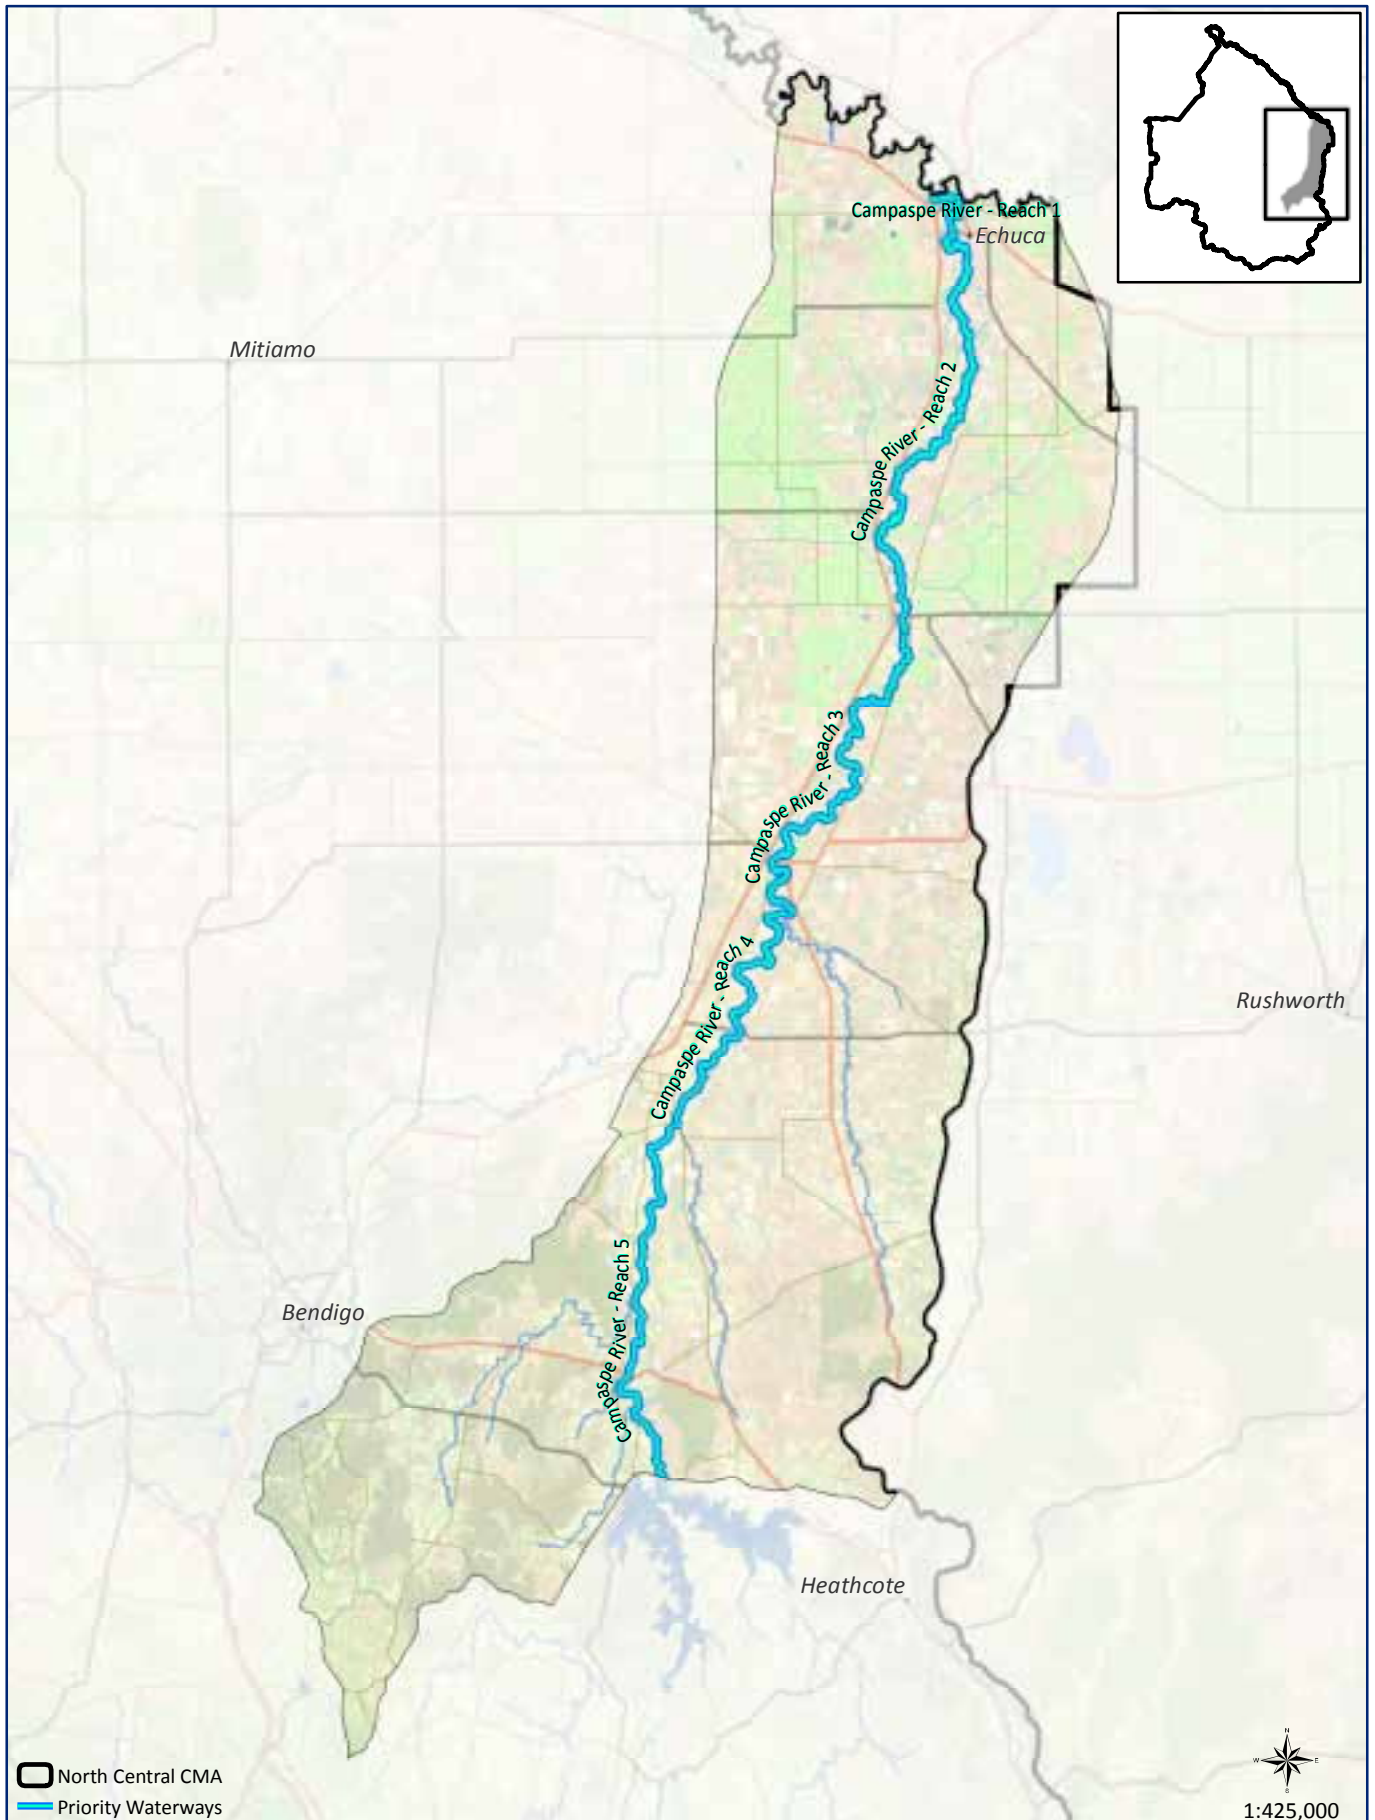 Campaspe River - Reach 1
Echuca
Mitiamo
Campaspe River - Reach 2
Campaspe River - Reach 3
Campaspe River - Reach 4
Rushworth
Campaspe River - Reach 5
Bendigo
Heathcote
North Central CMA
Priority Waterways
N
W
E
S
1:425,000